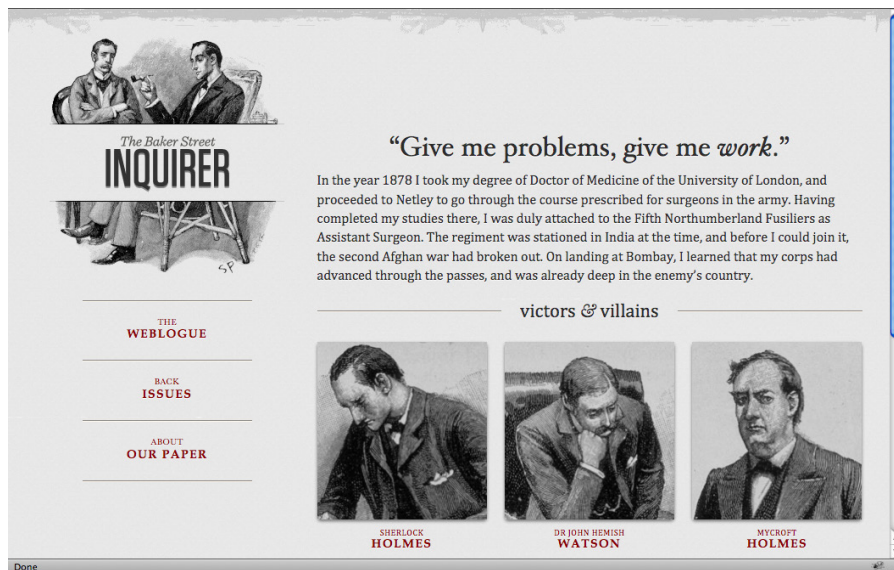 The Baker Street
INQUIRER
SP
THE
WEBLOGUE
BACK
ISSUES
ABOUT
OUR PAPER
“Give me problems, give me work.”
In the year 1878 I took my degree of Doctor of Medicine of the University of London, and
proceeded to Netley to go through the course prescribed for surgeons in the army. Having
completed my studies there, I was duly attached to the Fifth Northumberland Fusiliers as
Assistant Surgeon. The regiment was stationed in India at the time, and before I could join it,
the second Afghan war had broken out. On landing at Bombay, I learned that my corps had
advanced through the passes, and was already deep in the enemy’s country.
victors & villains
SHERLOCK
HOLMES
DR JOHN HEMISH
WATSON
MYCROFT
HOLMES
Done